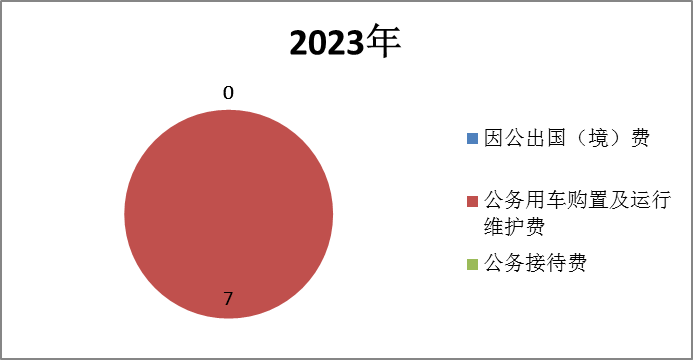 2023年
0
7
因公出国（境）费
公务用车购置及运行
维护费
公务接待费